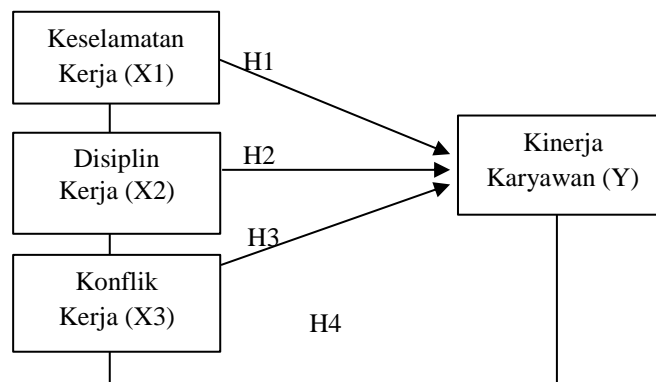 Keselamatan
Kerja (X1)
H1
Disiplin
Kerja (X2)
H2
Kinerja
Karyawan (Y)
H3
Konflik
Kerja (X3)
H4